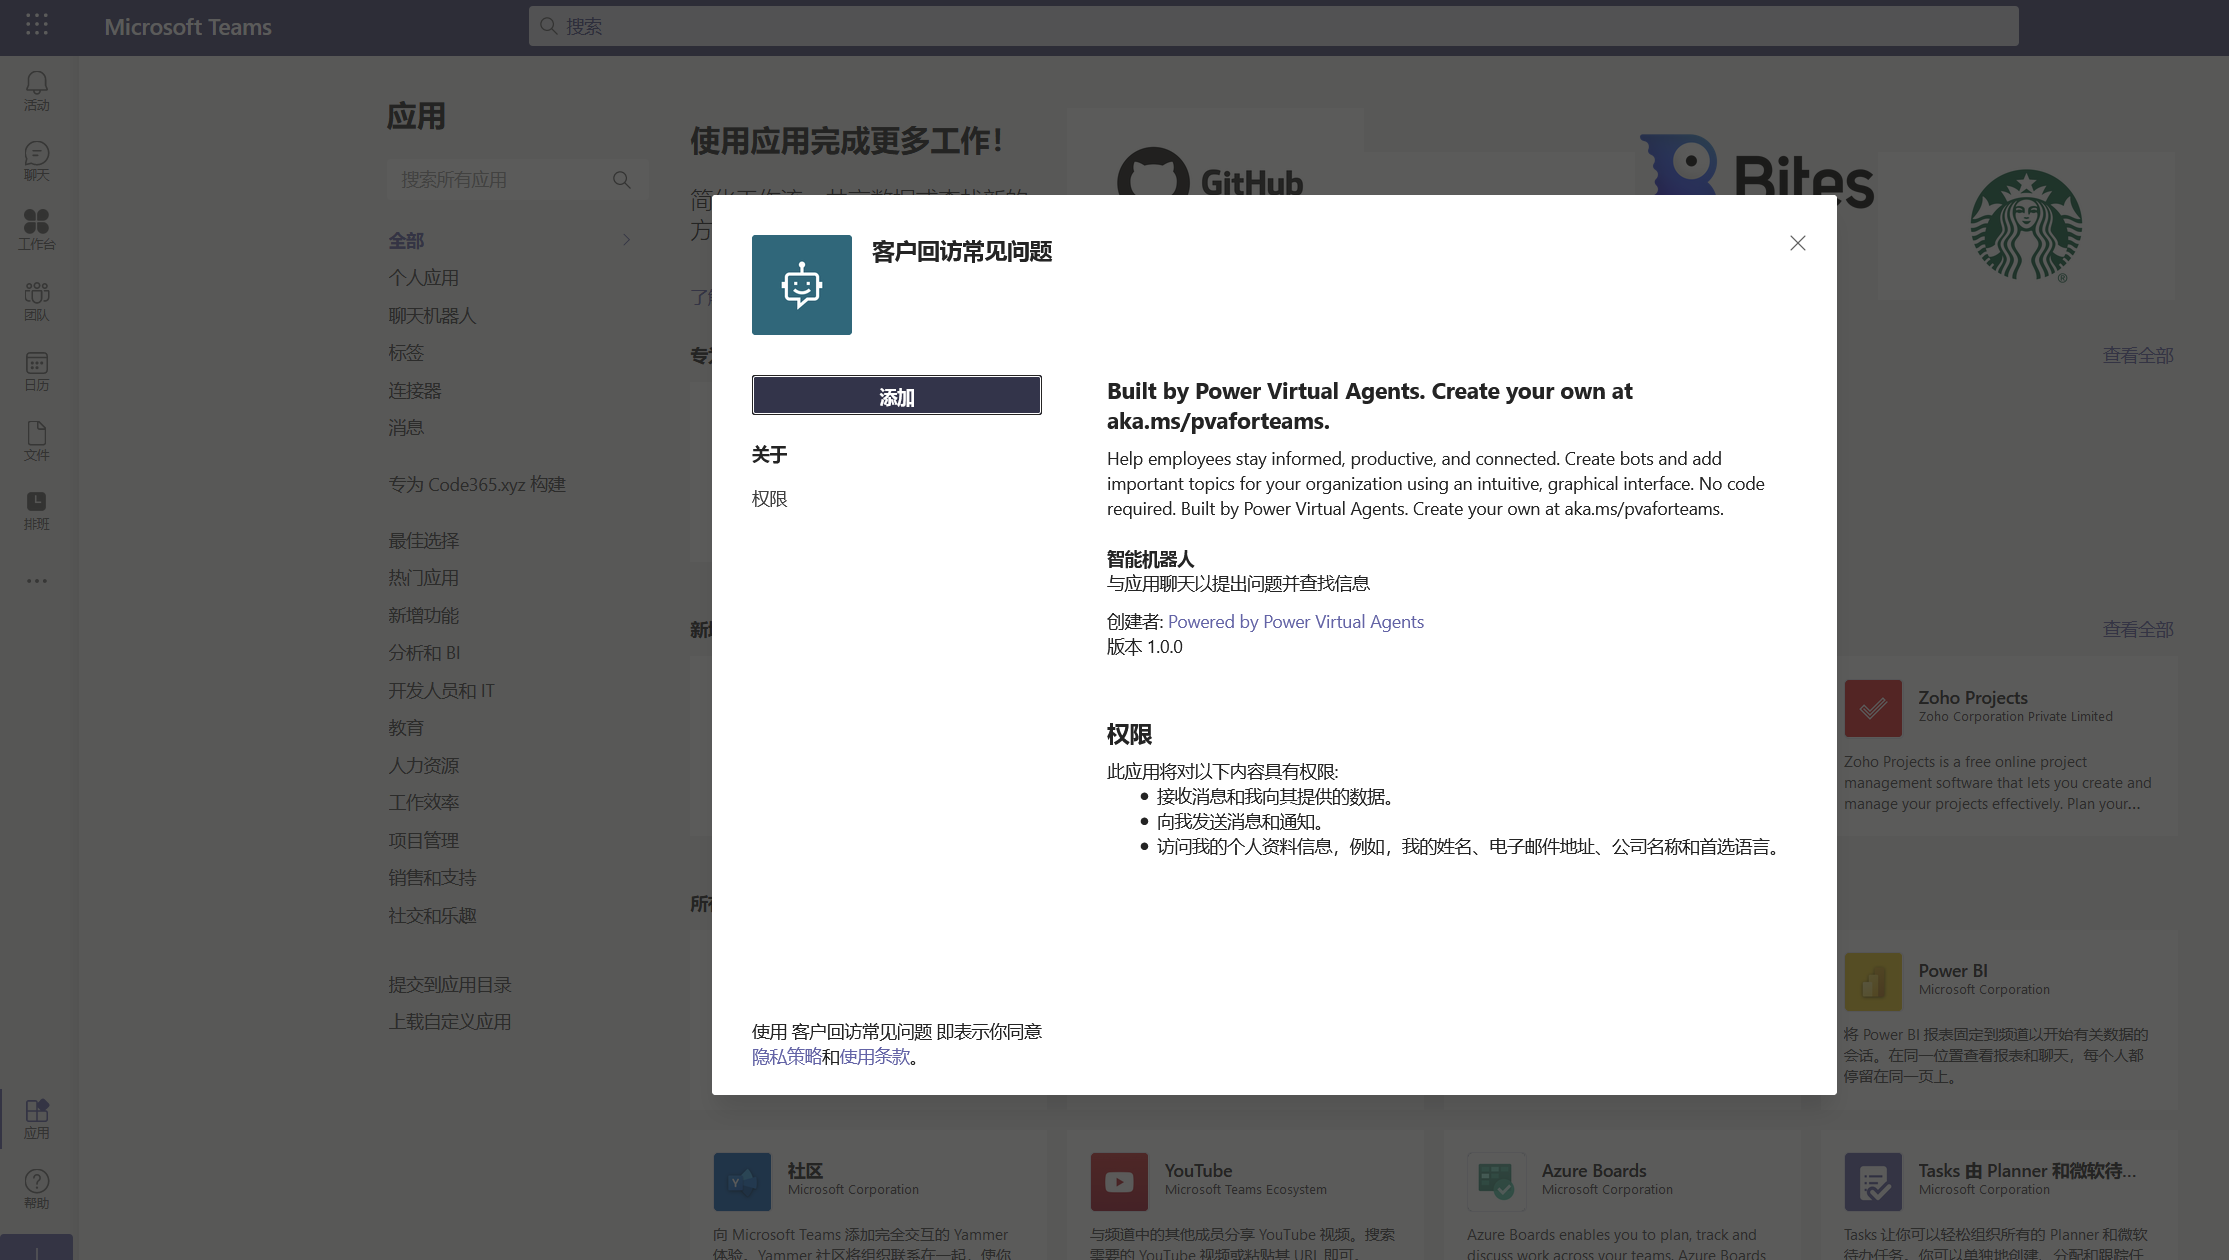 Microsoft Teams
搜索
活动
聊天
工作台
团队
日历
文件
排班
应用
帮助
应用
搜索所有应用
全部
个人应用
聊天机器人
标签
连接器
消息
专为 Code365.xyz 构建
最佳选择
热门应用
新增功能
分析和 BI
开发人员和 IT
教育
人力资源
工作效率
项目管理
销售和支持
社交和乐趣
提交到应用目录
上载自定义应用
使用应用完成更多工作!
方
GitHub
Bites
查看全部
查看全部
客户回访常见问题
添加
关于
权限
Built by Power Virtual Agents. Create your own at
aka.ms/pvaforteams.
Help employees stay informed, productive, and connected. Create bots and add
important topics for your organization using an intuitive, graphical interface. No code
required. Built by Power Virtual Agents. Create your own at aka.ms/pvaforteams.
智能机器人
与应用聊天以提出问题并查找信息
创建者: Powered by Power Virtual Agents
版本 1.0.0
权限
此应用将对以下内容具有权限:
• 接收消息和我向其提供的数据。
• 向我发送消息和通知。
• 访问我的个人资料信息，例如，我的姓名、电子邮件地址、公司名称和首选语言。
使用 客户回访常见问题 即表示你同意
隐私策略和使用条款。
Zoho Projects
Zoho Corporation Private Limited
Zoho Projects is a free online project
management software that lets you create and
manage your projects effectively. Plan your...
Power BI
Microsoft Corporation
将 Power BI 报表固定到频道以开始有关数据的
会话。在同一位置查看报表和聊天，每个人都
停留在同一页上。
社区
Microsoft Corporation
向 Microsoft Teams 添加完全交互的 Yammer
体验。Yammer 社区将组织联系在一起，使你
YouTube
Microsoft Teams Ecosystem
与频道中的其他成员分享 YouTube 视频。搜索
需要的 YouTube 视频或粘贴其 URL 即可。
Azure Boards
Microsoft Corporation
Azure Boards enables you to plan, track and
discuss work across your teams. Azure Boards
Tasks 由 Planner 和微软待...
Microsoft Corporation
Tasks 让你可以轻松组织所有的 Planner 和微软
待办任务。你可以单独地创建、分配和跟踪任